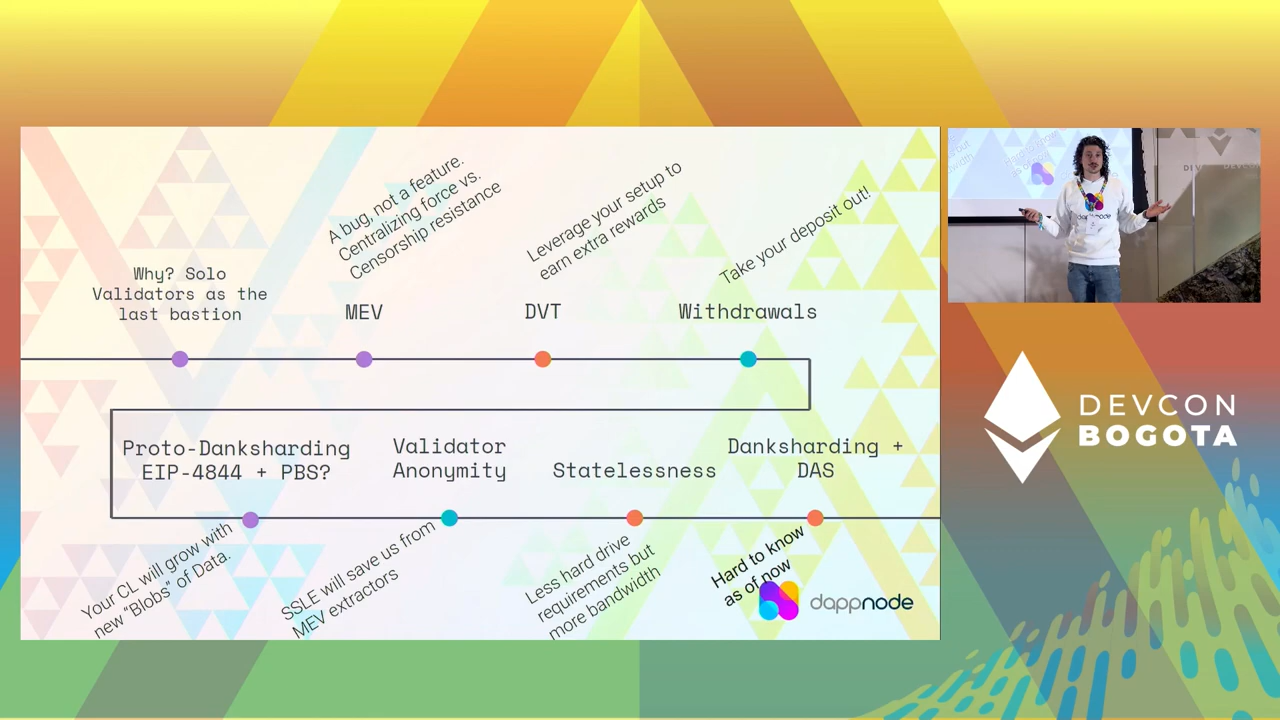 A bug, not a feature.
Centralizing force vs.
Censorship resistance
Leverage your setup to
earn extra rewards
Take your deposit out!
Why? Solo
Validators as the
last bastion
MEV
DVT
Withdrawals
Proto-Danksharding
EIP-4844 + PBS?
Validator
Anonymity
Statelessness
Danksharding +
DAS
Your CL will grow with
new "Blobs" of Data.
SSLE will save us from
MEV extractors
Less hard drive
requirements but
more bandwidth
Hard to know
as of now
dappnode
DEVCON
BOGOTA
dappnode